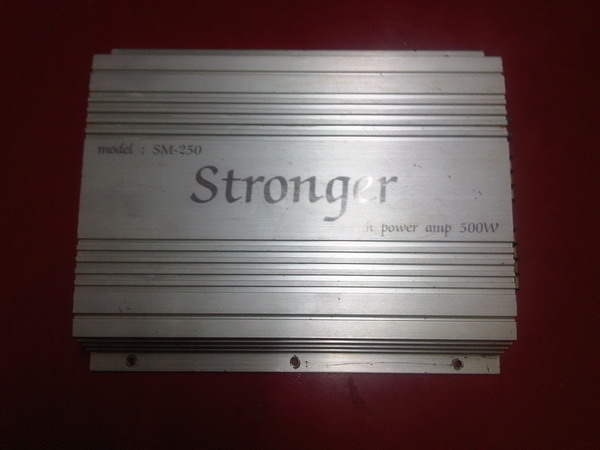 model : SM-250
Stronger
power amp 500W